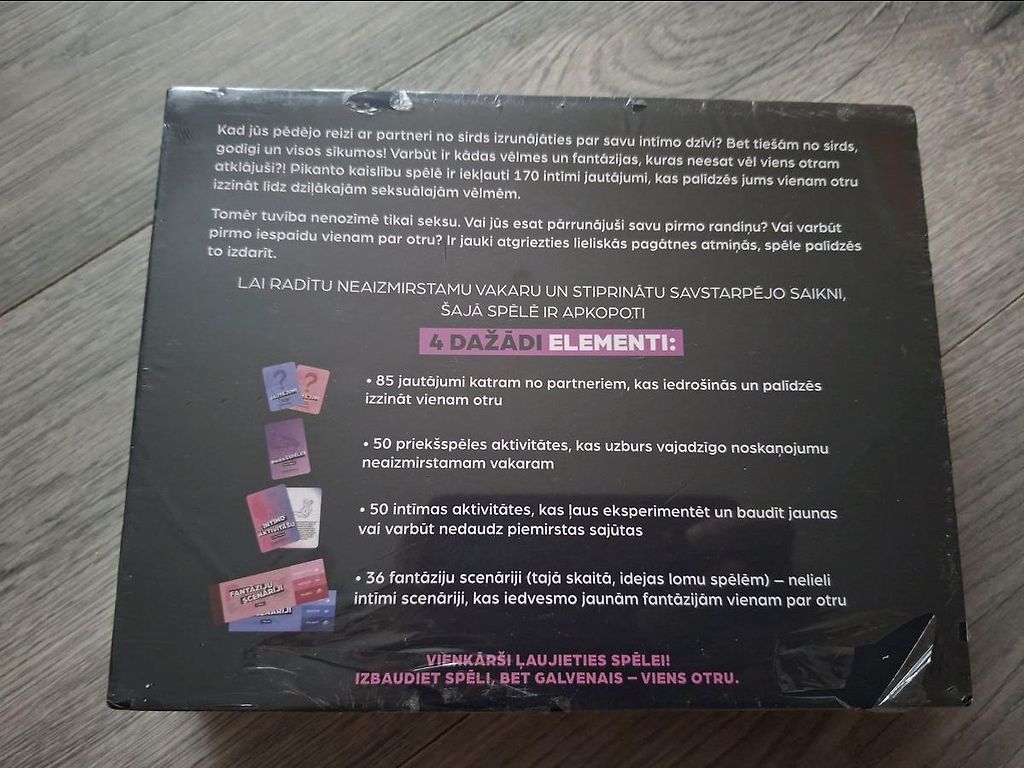 Kad jūs pēdējo reizi ar partneri no sirds izrunājāties par savu intīmo dzīvi? Bet tiešām no sirds,
godīgi un visos sīkumos! Varbūt ir kādas vēlmes un fantāzijas, kuras neesat vēl viens otram
atklājuši?! Pikanto kaislību spēlē ir iekļauti 170 intīmi jautājumi, kas palīdzēs jums vienam otru
izzināt līdz dziļākajām seksuālajām vēlmēm.
Tomēr tuvība nenozīmē tikai seksu. Vai jūs esat pārrunājuši savu pirmo randiņu? Vai varbūt
pirmo iespaidu vienam par otru? Ir jauki atgriezties lieliskās pagātnes atmiņās, spēle palīdzēs
to izdarīt.
LAI RADĪTU NEAIZMIRSTAMU VAKARU UN STIPRINĀTU SAVSTARPĒJO SAIKNI,
ŠAJĀ SPĒLĒ IR APKOPOTI
4 DAŽĀDI ELEMENTI:
• 85 jautājumi katram no partneriem, kas iedrošinās un palīdzēs
izzināt vienam otru
• 50 priekšspēles aktivitātes, kas uzburs vajadzīgo noskaņojumu
neaizmirstamam vakaram
INTĪMO
AKTIVITĀŠU
• 50 intīmas aktivitātes, kas ļaus eksperimentēt un baudīt jaunas
vai varbūt nedaudz piemirstas sajūtas
FANTĀZIJU
SCENĀRIJI
• 36 fantāziju scenāriji (tajā skaitā, idejas lomu spēlēm) – nelieli
intīmi scenāriji, kas iedvesmo jaunām fantāzijām vienam par otru
VIENKĀRŠI ĻAUJIETIES SPĒLEI!
IZBAUDIET SPĒLI, BET GALVENAIS – VIENS OTRU.